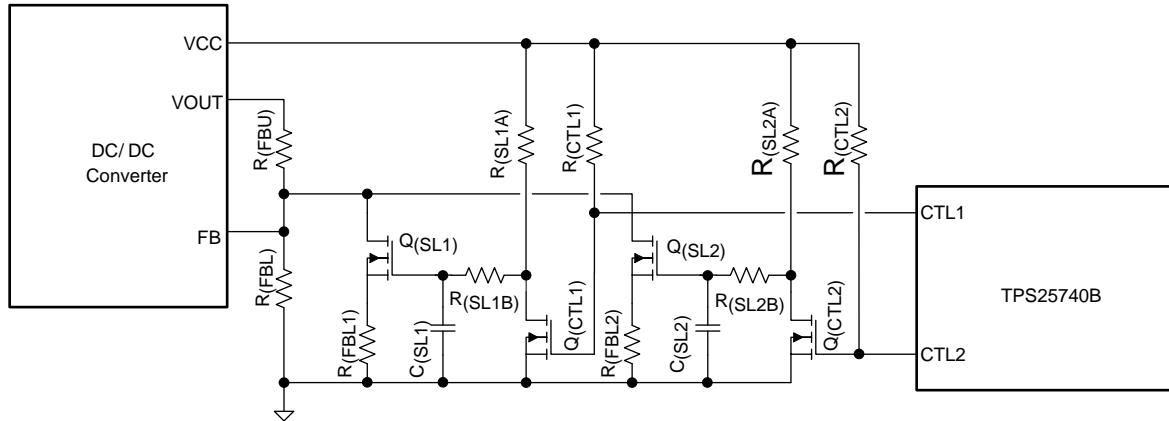 VCC
VOUT
DC/ DC
Converter
FB
R(FBU)
R(FBL)
Q(SL1)
R(FBL1)
C(SL1)
R(SL1B)
R(SL1A)
R(CTL1)
Q(CTL1)
Q(SL2)
R(FBL2)
C(SL2)
R(SL2B)
R(SL2A)
R(CTL2)
Q(CTL2)
CTL1
TPS25740B
CTL2